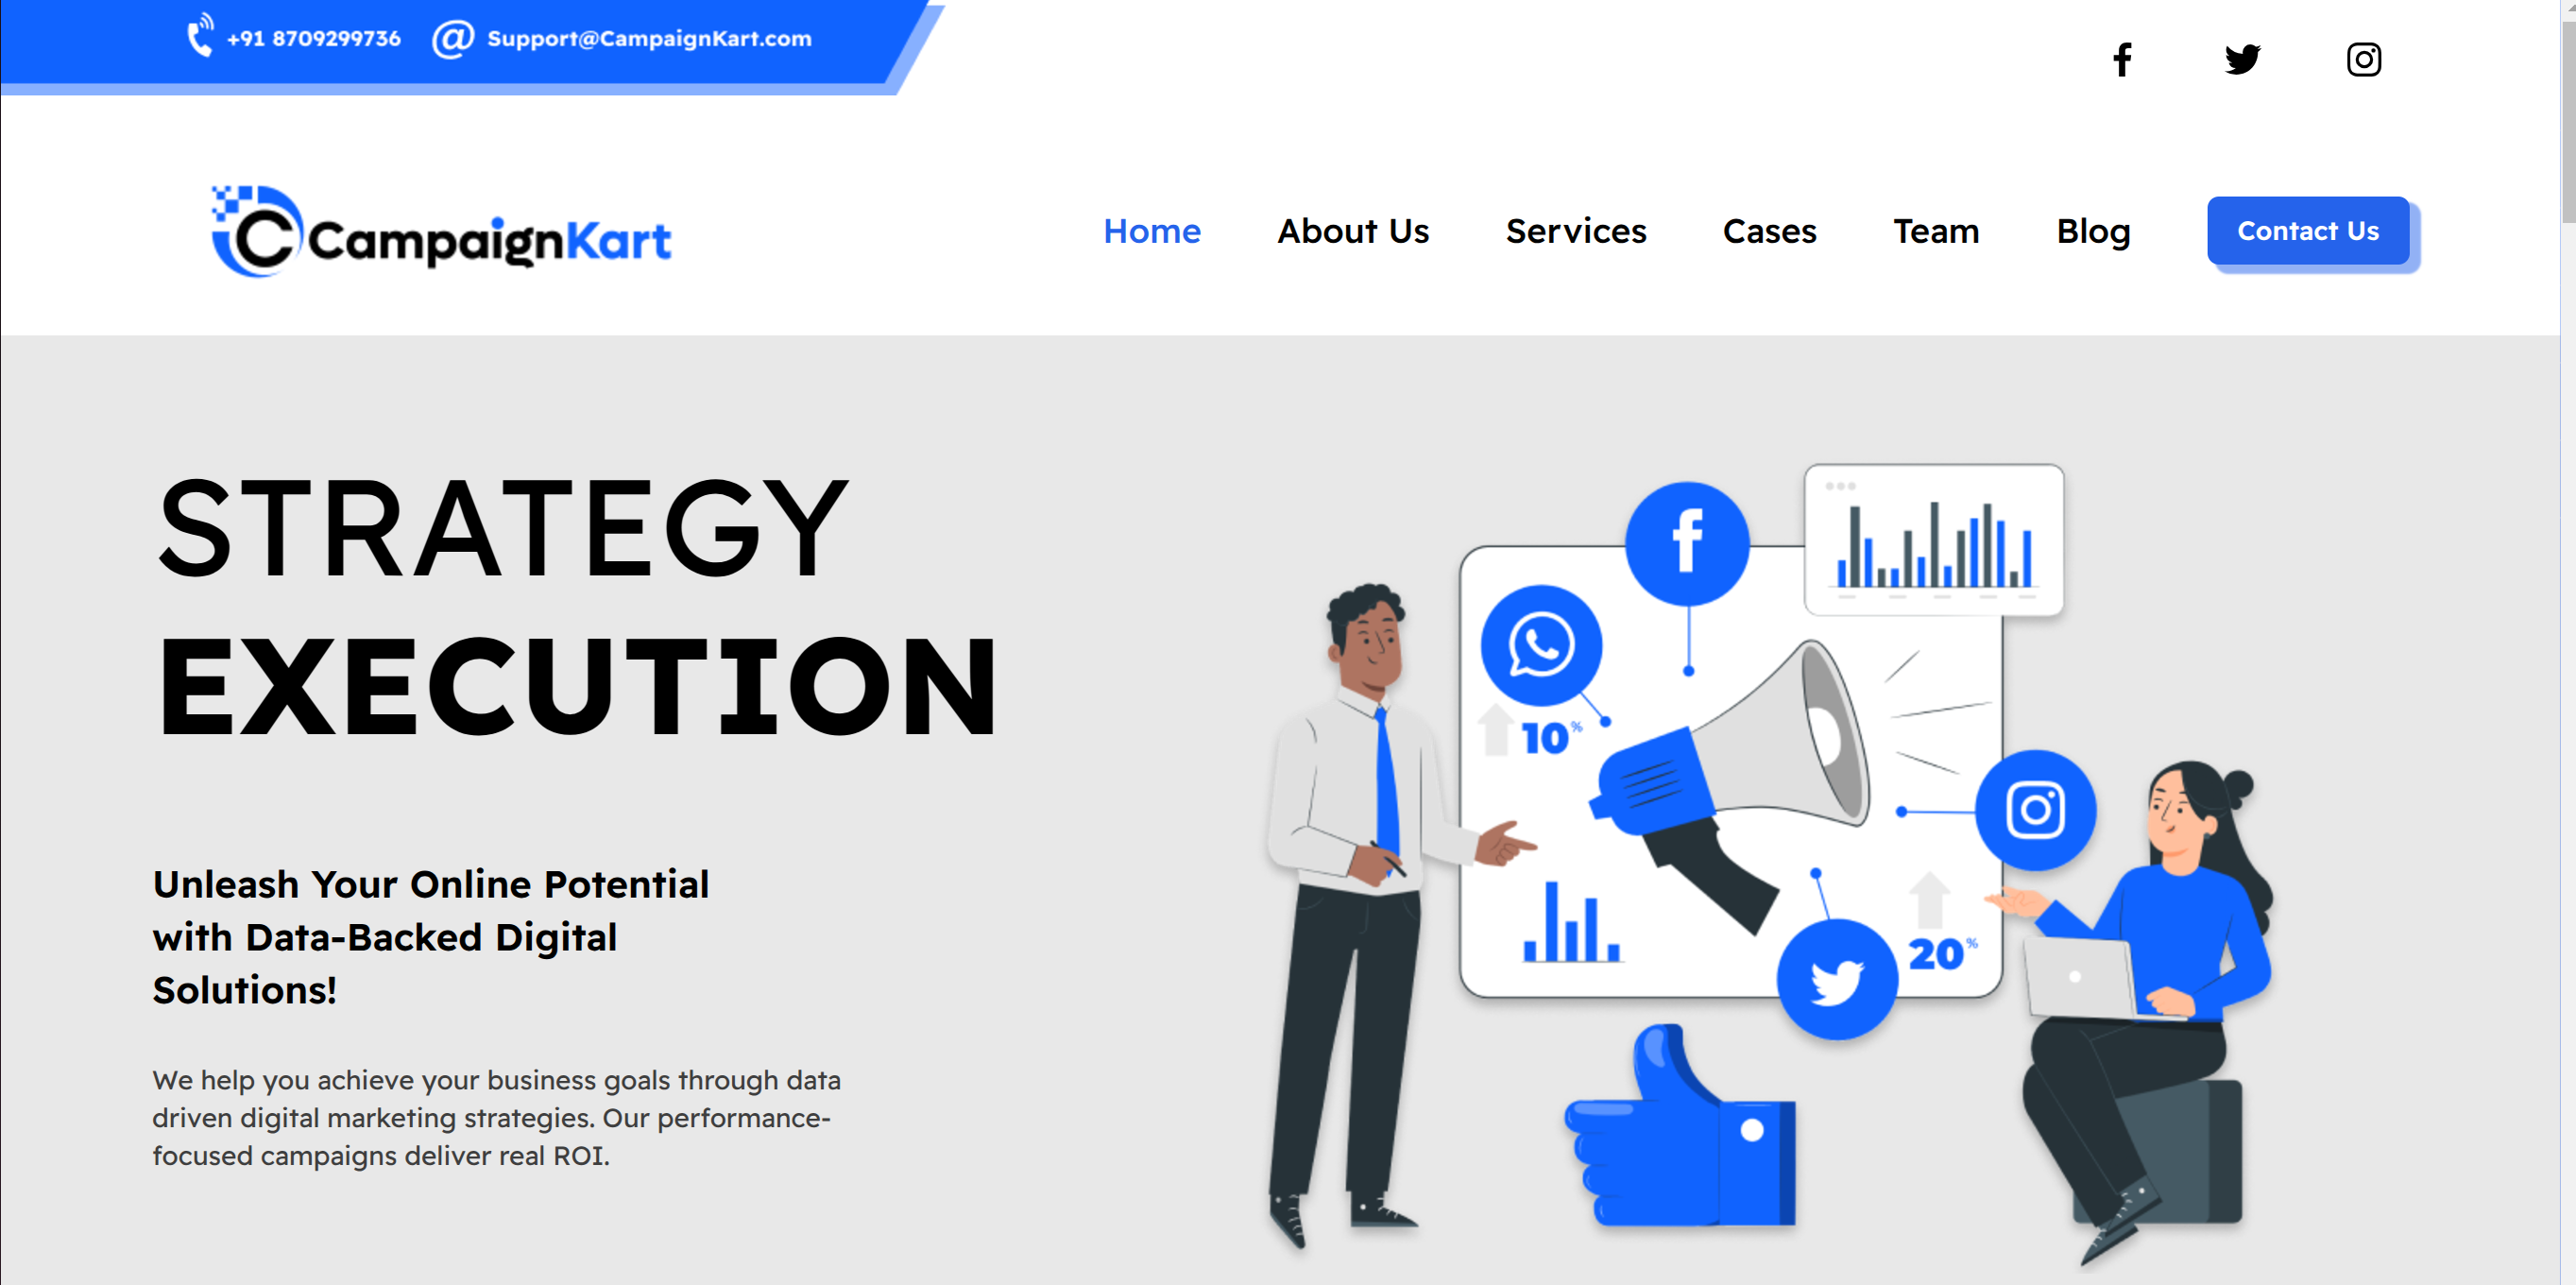 +91 8709299736 @ Support@CampaignKart.com
CampaignKart
Home About Us Services Cases Team Blog Contact Us
STRATEGY
EXECUTION
Unleash Your Online Potential
with Data-Backed Digital
Solutions!
We help you achieve your business goals through data
driven digital marketing strategies. Our performance-
focused campaigns deliver real ROI.
10%
20%